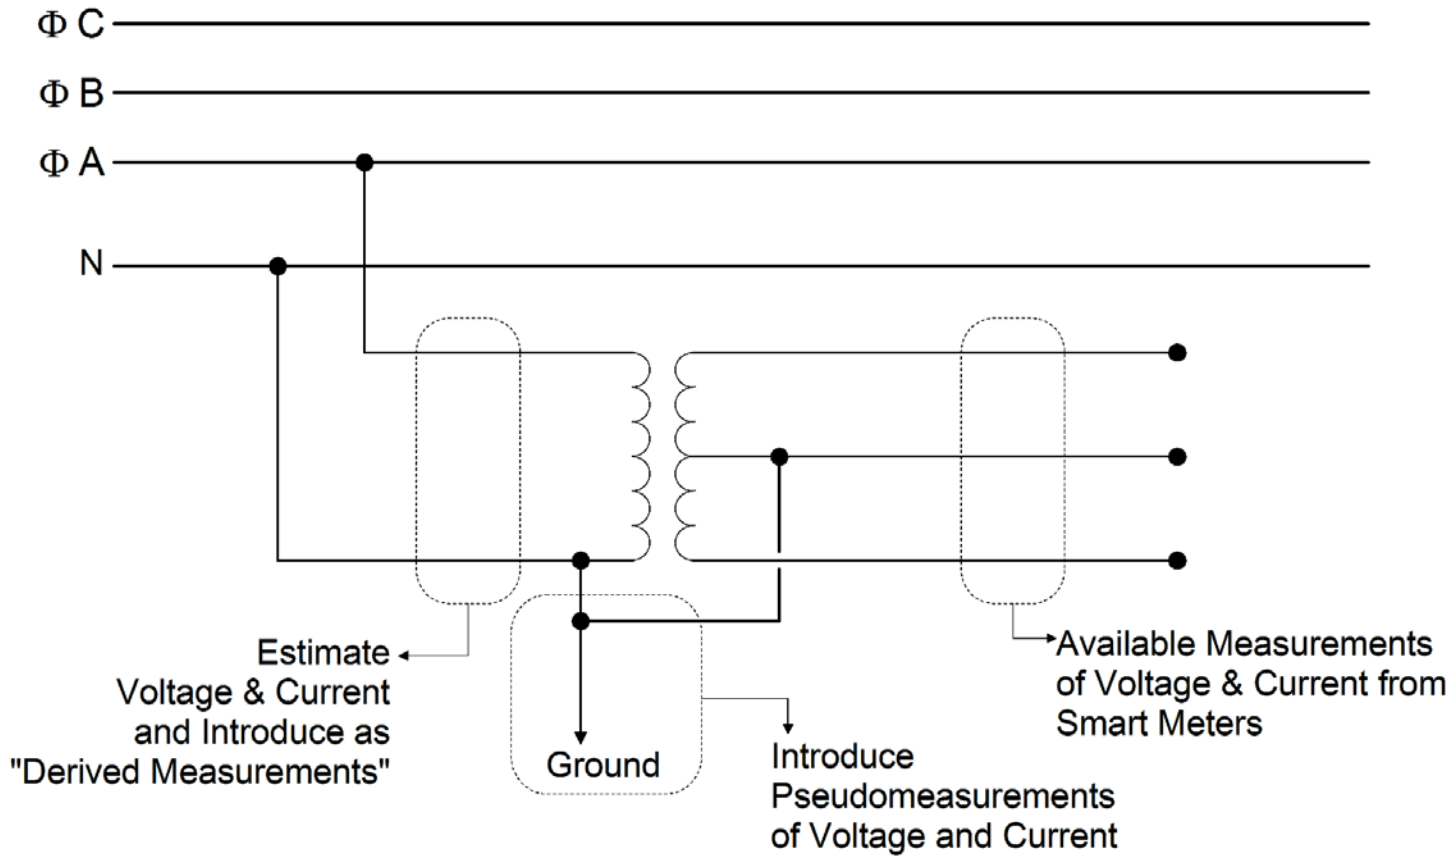 Φ C
Φ B
Φ A
N
Estimate
Voltage & Current
and Introduce as
"Derived Measurements"
Ground
Introduce
Pseudomeasurements
of Voltage and Current
Available Measurements
of Voltage & Current from
Smart Meters